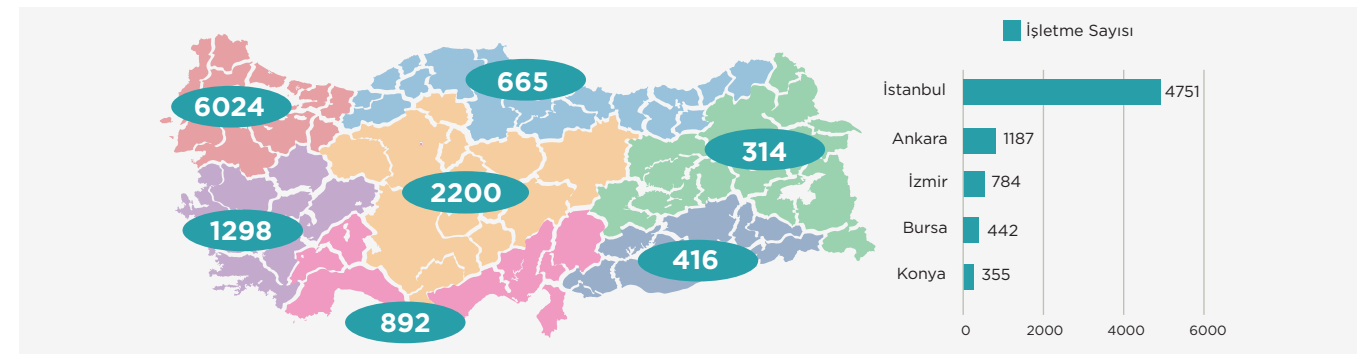 6024
665
314
2200
1298
416
892
İşletme Sayısı
İstanbul 4751
Ankara 1187
İzmir 784
Bursa 442
Konya 355
0 2000 4000 6000